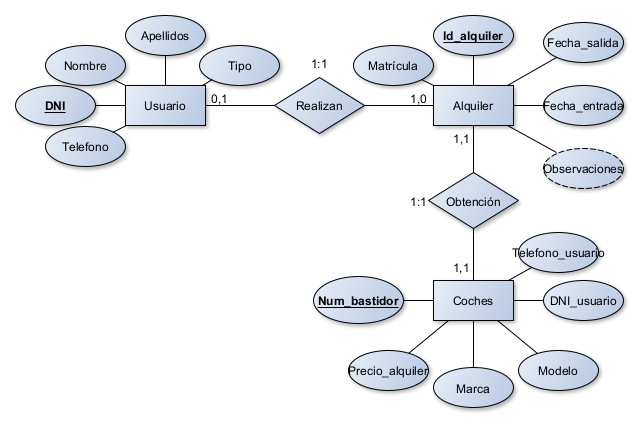 Apellidos
Id_alquiler
Fecha_salida
Nombre
Tipo
1:1
Matrícula
DNI
Usuario
0,1
Realizan
1,0
Alquiler
Fecha_entrada
Telefono
1,1
Observaciones
1:1
Obtención
Telefono_usuario
1,1
Num_bastidor
Coches
DNI_usuario
Precio_alquiler
Modelo
Marca